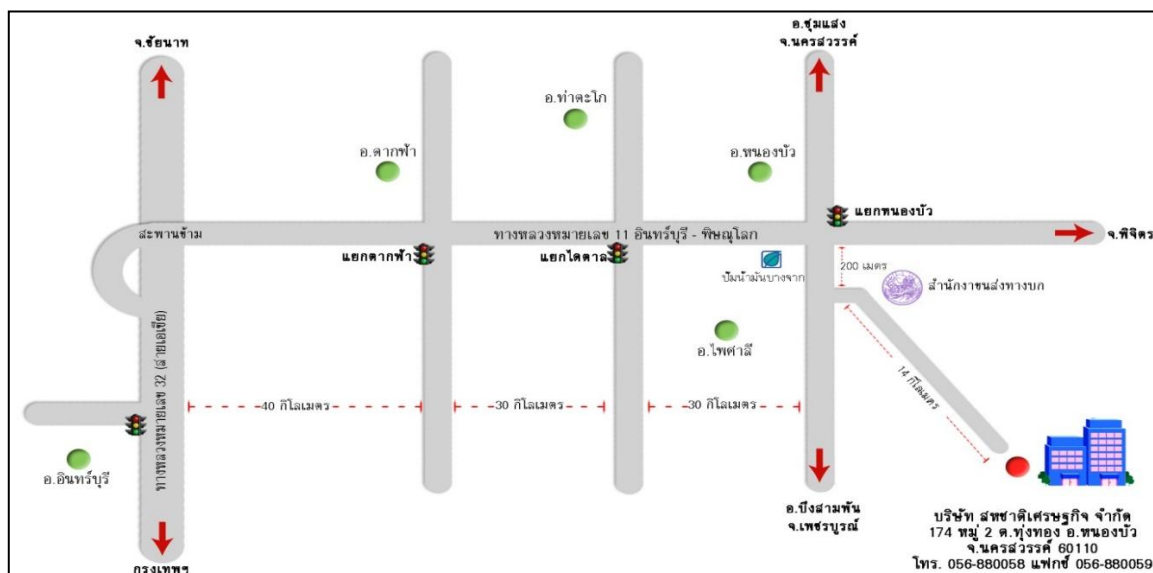 จ.ชัยนาท
อ.ชุมแสง
จ.นครสวรรค์
อ.ท่าตะโก
อ.ตากฟ้า
อ.หนองบัว
แยกหนองบัว
สะพานข้าม
ทางหลวงหมายเลข 11 อินทร์บุรี - พิษณุโลก
จ.พิจิตร
แยกตากฟ้า
แยกไดตาล
ปั๊มน้ำมันบางจาก
200 เมตร
สำนักงาขนส่งทางบก
อ.ไพศาลี
ทางหลวงหมายเลข 32 (สายเอเชีย)
14 กิโลเมตร
40 กิโลเมตร
30 กิโลเมตร
30 กิโลเมตร
อ.อินทร์บุรี
อ.บึงสามพัน
จ.เพชรบูรณ์
กรุงเทพฯ
บริษัท สหชาติเศรษฐกิจ จำกัด
174 หมู่ 2 ต.ทุ่งทอง อ.หนองบัว
จ.นครสวรรค์ 60110
โทร. 056-880058 แฟกซ์ 056-880059